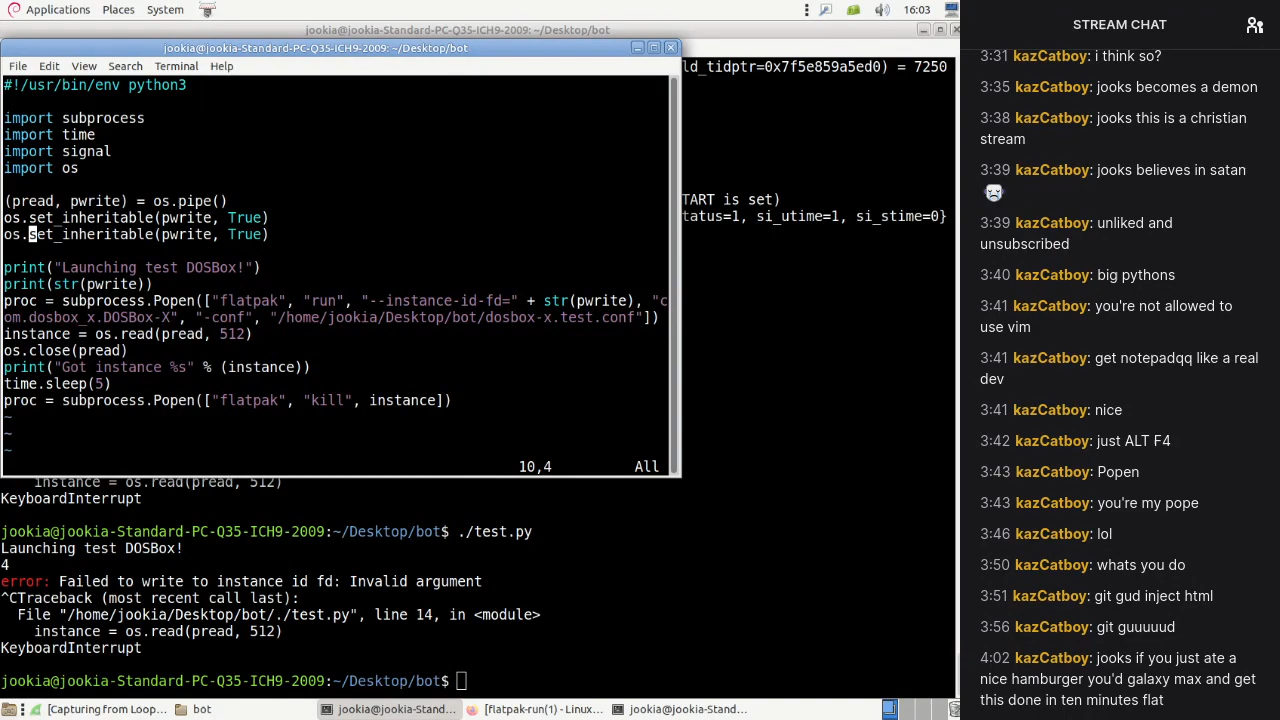 Applications Places System 16:03
jookia@jookia-Standard-PC-Q35-ICH9-2009: ~/Desktop/bot
jookia@jookia-Standard-PC-Q35-ICH9-2009: ~/Desktop/bot
File Edit View Search Terminal Help
#!/usr/bin/env python3
import subprocess
import time
import signal
import os
(pread, pwrite) = os.pipe()
os.set_inheritable(pwrite, True)
os.set_inheritable(pwrite, True)
print("Launching test DOSBox!")
print(str(pwrite))
proc = subprocess.Popen(["flatpak", "run", "--instance-id-fd=" + str(pwrite), "c
om.dosbox_x.DOSBox-X", "-conf", "/home/jookia/Desktop/bot/dosbox-x.test.conf"])
instance = os.read(pread, 512)
os.close(pread)
print("Got instance %s" % (instance))
time.sleep(5)
proc = subprocess.Popen(["flatpak", "kill", instance])
~
~
~
10,4 All
ld_tidptr=0x7f5e859a5ed0) = 7250
TART is set)
tatus=1, si_utime=1, si_stime=0}
instance = os.read(pread, 512)
KeyboardInterrupt
jookia@jookia-Standard-PC-Q35-ICH9-2009:~/Desktop/bot$ ./test.py
Launching test DOSBox!
4
error: Failed to write to instance id fd: Invalid argument
^CTraceback (most recent call last):
File "/home/jookia/Desktop/bot/./test.py", line 14, in <module>
instance = os.read(pread, 512)
KeyboardInterrupt
jookia@jookia-Standard-PC-Q35-ICH9-2009:~/Desktop/bot$
[Capturing from Loop... bot jookia@jookia-Stand... [flatpak-run(1) - Linux... jookia@jookia-Stand...
STREAM CHAT
3:31 kazCatboy: i think so?
3:35 kazCatboy: jooks becomes a demon
3:38 kazCatboy: jooks this is a christian
stream
3:39 kazCatboy: jooks believes in satan
3:39 kazCatboy: unliked and
unsubscribed
3:40 kazCatboy: big pythons
3:41 kazCatboy: you're not allowed to
use vim
3:41 kazCatboy: get notepadqq like a real
dev
3:41 kazCatboy: nice
3:42 kazCatboy: just ALT F4
3:43 kazCatboy: Popen
3:43 kazCatboy: you're my pope
3:46 kazCatboy: lol
3:50 kazCatboy: whats you do
3:51 kazCatboy: git gud inject html
3:56 kazCatboy: git guuuuud
4:02 kazCatboy: jooks if you just ate a
nice hamburger you'd galaxy max and get
this done in ten minutes flat